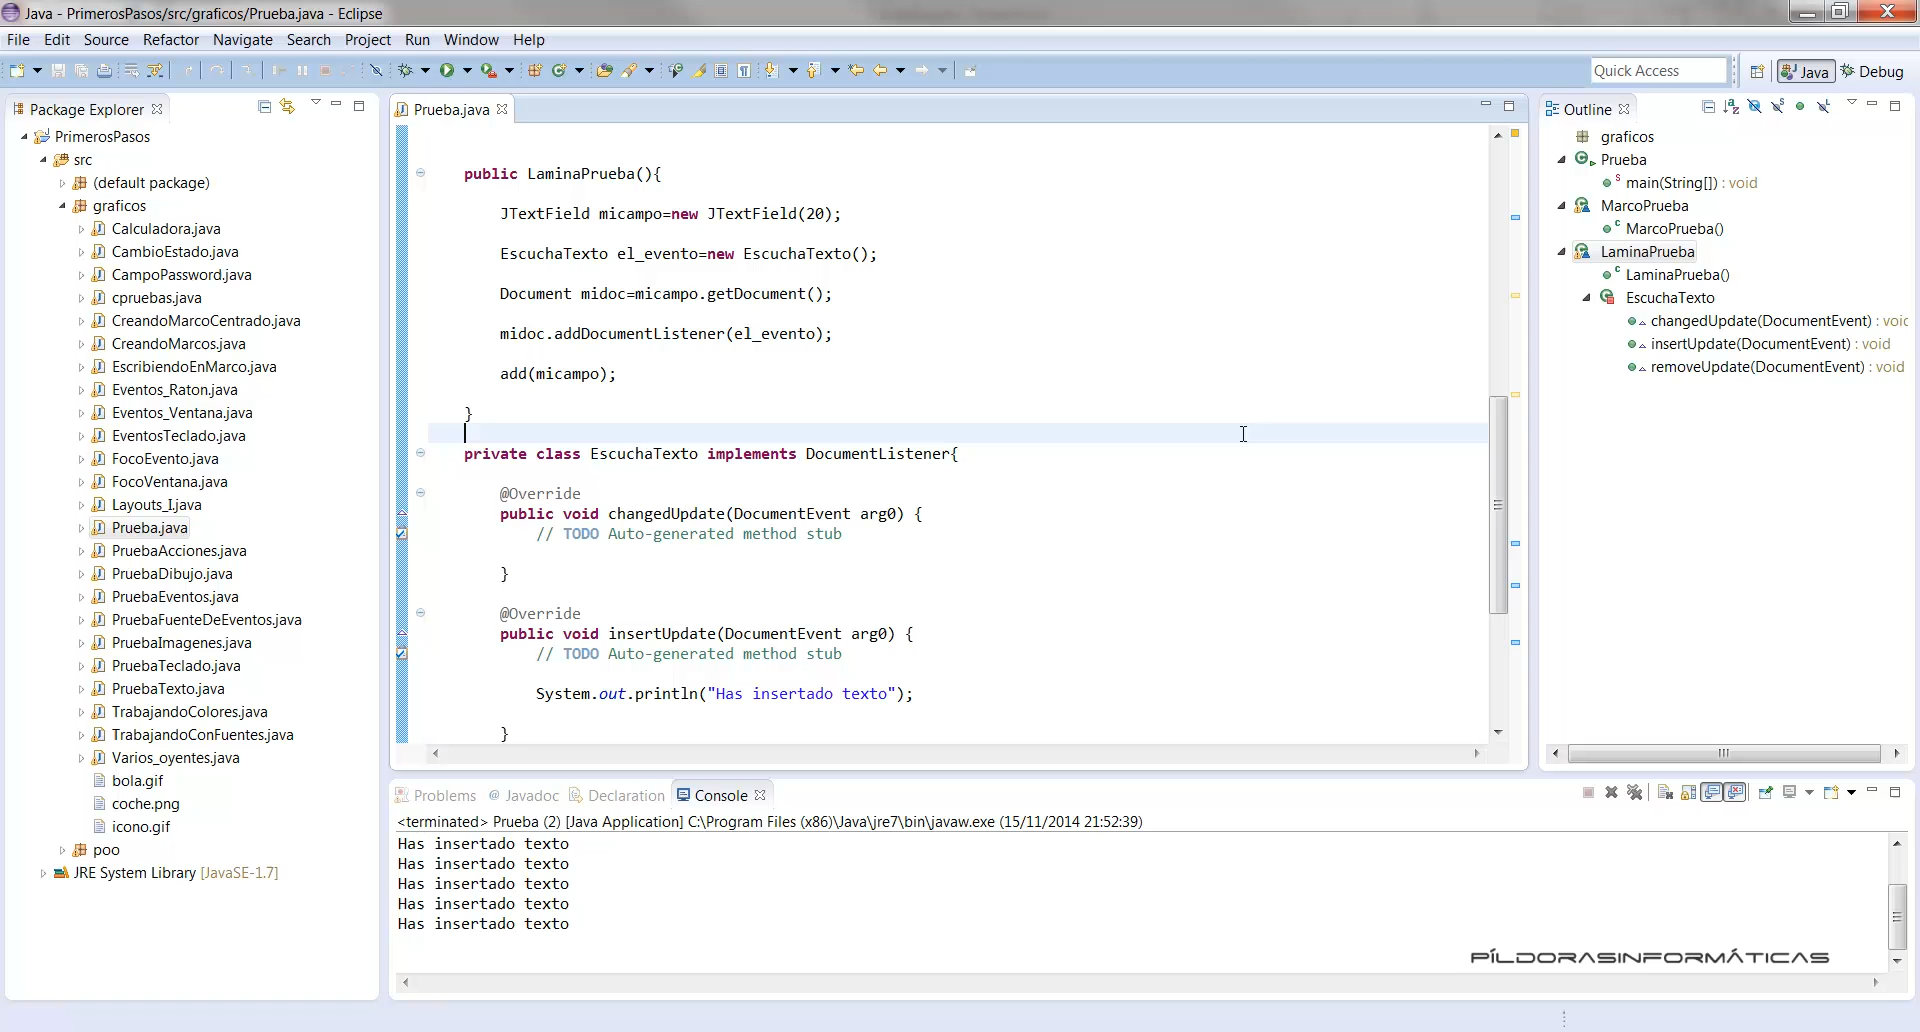 Java - PrimerosPasos/src/graficos/Prueba.java - Eclipse
File Edit Source Refactor Navigate Search Project Run Window Help
Quick Access
Java
Debug
Package Explorer
PrimerosPasos
src
(default package)
graficos
Calculadora.java
CambioEstado.java
CampoPassword.java
cpruebas.java
CreandoMarcoCentrado.java
CreandoMarcos.java
EscribiendoEnMarco.java
Eventos_Raton.java
Eventos_Ventana.java
EventosTeclado.java
FocoEvento.java
FocoVentana.java
Layouts_I.java
Prueba.java
PruebaAcciones.java
PruebaDibujo.java
PruebaEventos.java
PruebaFuenteDeEventos.java
PruebaImagenes.java
PruebaTeclado.java
PruebaTexto.java
TrabajandoColores.java
TrabajandoConFuentes.java
Varios_oyentes.java
bola.gif
coche.png
icono.gif
poo
JRE System Library [JavaSE-1.7]
Prueba.java
public LaminaPrueba(){
JTextField micampo=new JTextField(20);
EscuchaTexto el_evento=new EscuchaTexto();
Document midoc=micampo.getDocument();
midoc.addDocumentListener(el_evento);
add(micampo);
}
private class EscuchaTexto implements DocumentListener{
@Override
public void changedUpdate(DocumentEvent arg0) {
// TODO Auto-generated method stub
}
@Override
public void insertUpdate(DocumentEvent arg0) {
// TODO Auto-generated method stub
System.out.println("Has insertado texto");
}
Outline
graficos
Prueba
main(String[]) : void
MarcoPrueba
MarcoPrueba()
LaminaPrueba
LaminaPrueba()
EscuchaTexto
changedUpdate(DocumentEvent) : voic
insertUpdate(DocumentEvent) : void
removeUpdate(DocumentEvent) : void
Problems @ Javadoc Declaration Console
<terminated> Prueba (2) [Java Application] C:\Program Files (x86)\Java\jre7\bin\javaw.exe (15/11/2014 21:52:39)
Has insertado texto
Has insertado texto
Has insertado texto
Has insertado texto
Has insertado texto
PÍLDORASINFORMÁTICAS